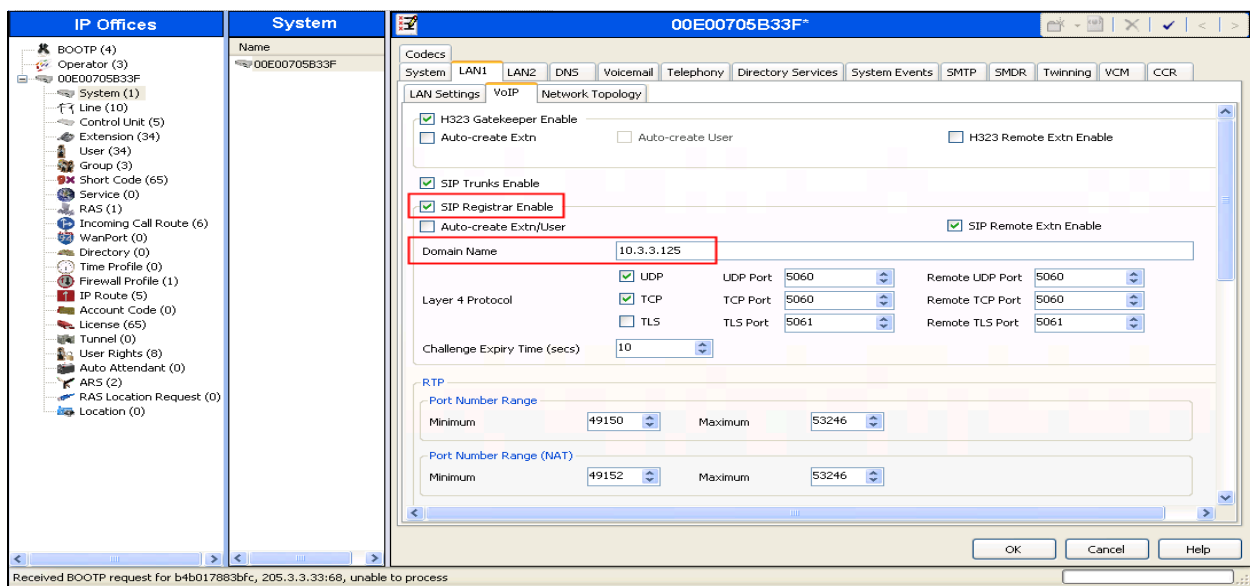 IP Offices
BOOTP (4)
Operator (3)
00E00705B33F
System (1)
Line (10)
Control Unit (5)
Extension (34)
User (34)
Group (3)
Short Code (65)
Service (0)
RAS (1)
Incoming Call Route (6)
WanPort (0)
Directory (0)
Time Profile (0)
Firewall Profile (1)
IP Route (5)
Account Code (0)
License (65)
Tunnel (0)
User Rights (8)
Auto Attendant (0)
ARS (2)
RAS Location Request (0)
Location (0)
System
Name
00E00705B33F
00E00705B33F*
Codecs
System LAN1 LAN2 DNS Voicemail Telephony Directory Services System Events SMTP SMDR Twinning VCM CCR
LAN Settings VoIP Network Topology
H323 Gatekeeper Enable
Auto-create Extn Auto-create User H323 Remote Extn Enable
SIP Trunks Enable
SIP Registrar Enable
Auto-create Extn/User SIP Remote Extn Enable
Domain Name 10.3.3.125
UDP UDP Port 5060 Remote UDP Port 5060
Layer 4 Protocol TCP TCP Port 5060 Remote TCP Port 5060
TLS TLS Port 5061 Remote TLS Port 5061
Challenge Expiry Time (secs) 10
RTP
Port Number Range
Minimum 49150 Maximum 53246
Port Number Range (NAT)
Minimum 49152 Maximum 53246
OK Cancel Help
Received BOOTP request for b4b017883bfc, 205.3.3.33:68, unable to process